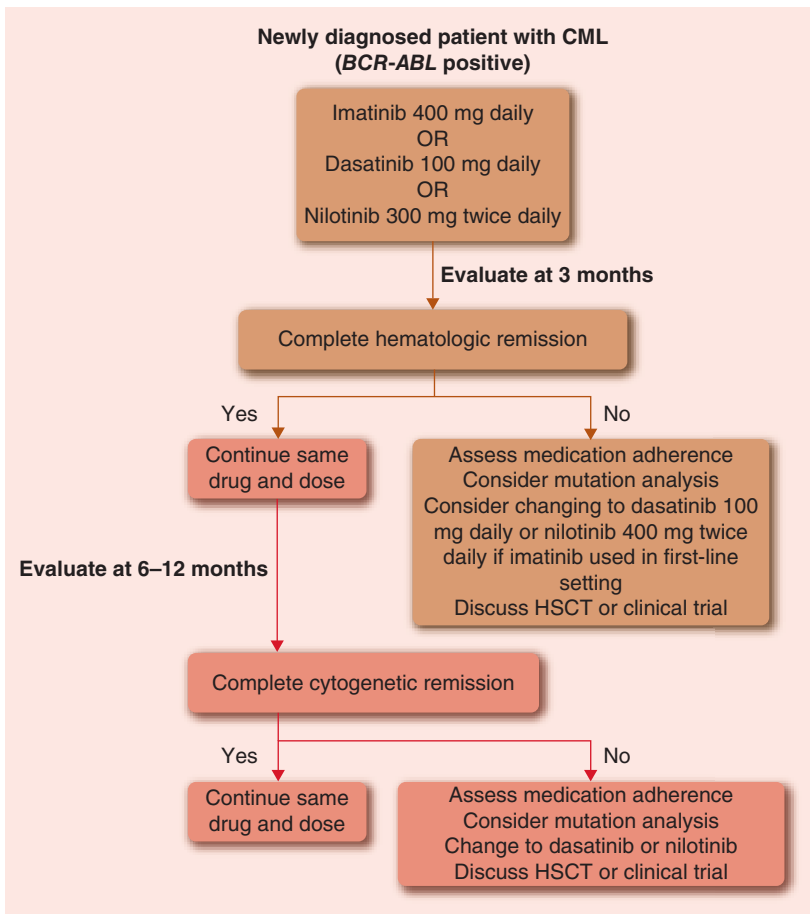 Newly diagnosed patient with CML
(BCR-ABL positive)
Imatinib 400 mg daily
OR
Dasatinib 100 mg daily
OR
Nilotinib 300 mg twice daily
Evaluate at 3 months
Complete hematologic remission
Yes
No
Continue same
drug and dose
Assess medication adherence
Consider mutation analysis
Consider changing to dasatinib 100
mg daily or nilotinib 400 mg twice
daily if imatinib used in first-line
setting
Discuss HSCT or clinical trial
Evaluate at 6–12 months
Complete cytogenetic remission
Yes
No
Continue same
drug and dose
Assess medication adherence
Consider mutation analysis
Change to dasatinib or nilotinib
Discuss HSCT or clinical trial